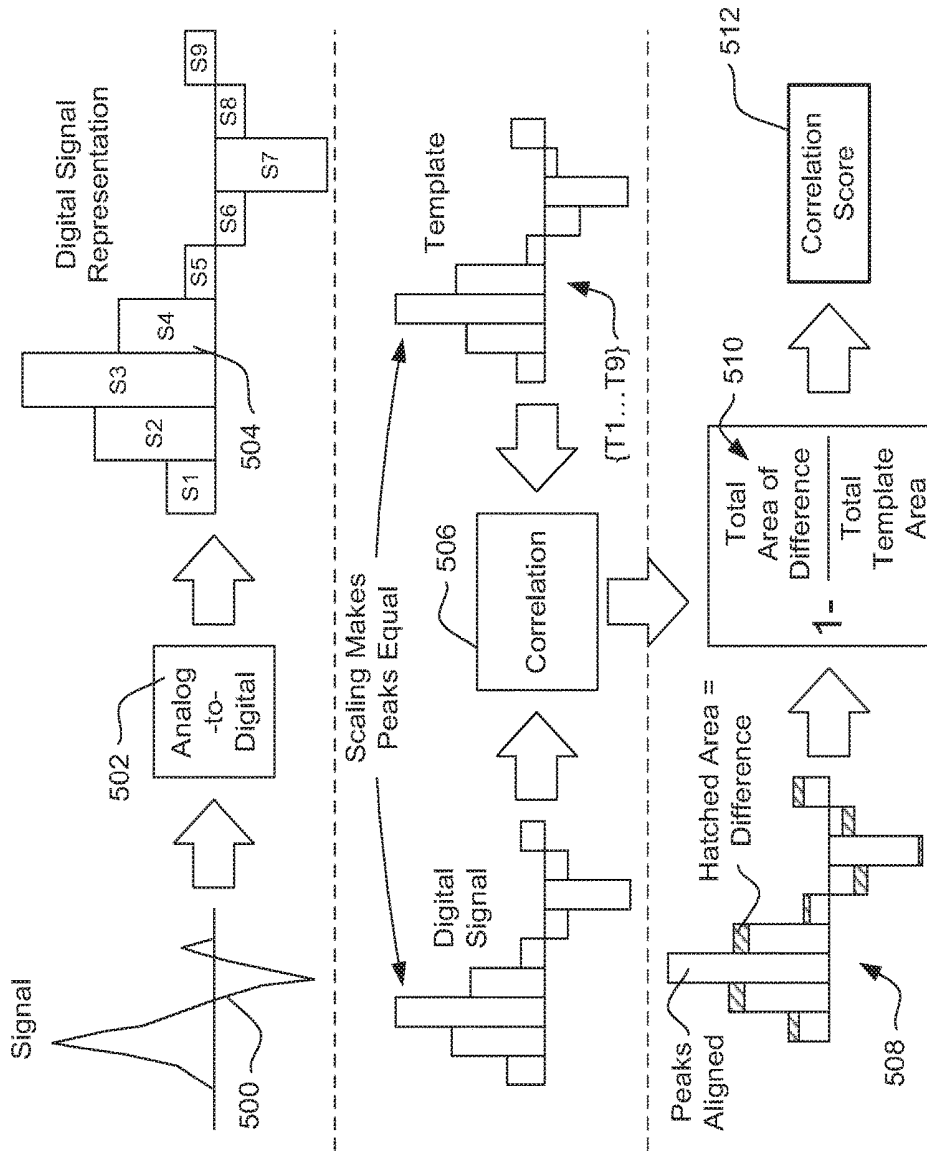 Signal
500
502
Analog
-to-
Digital
Digital Signal
Representation
S1
S2
S3
S4
S5
S6
S7
S8
S9
504
Scaling Makes
Peaks Equal
Digital
Signal
506
Correlation
Template
{T1...T9}
Peaks
Aligned
Hatched Area =
Difference
508
510
1-
Total
Area of
Difference
Total
Template
Area
512
Correlation
Score